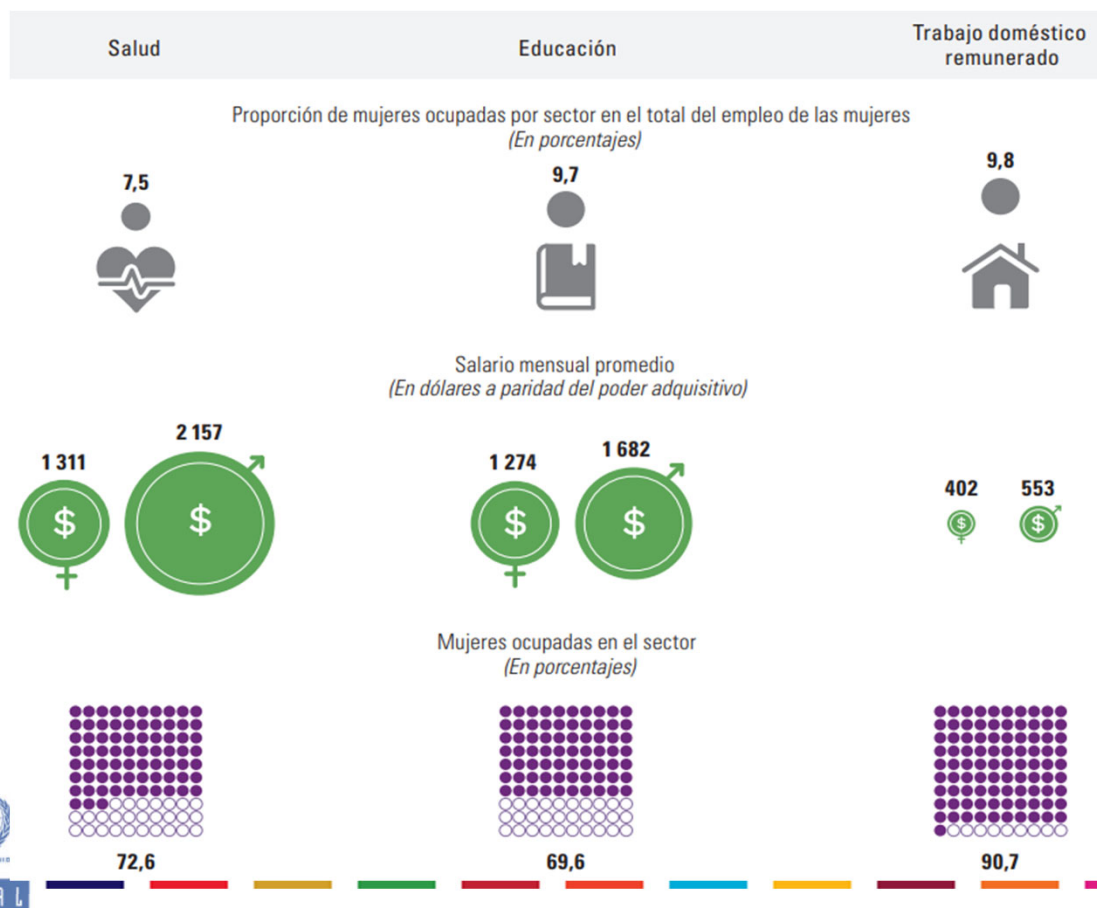 Salud
Educación
Trabajo doméstico
remunerado
Proporción de mujeres ocupadas por sector en el total del empleo de las mujeres
(En porcentajes)
7,5
9,7
9,8
Salario mensual promedio
(En dólares a paridad del poder adquisitivo)
1 311
2 157
1 274
1 682
402
553
$
$
$
$
$
$
Mujeres ocupadas en el sector
(En porcentajes)
72,6
69,6
90,7
A L